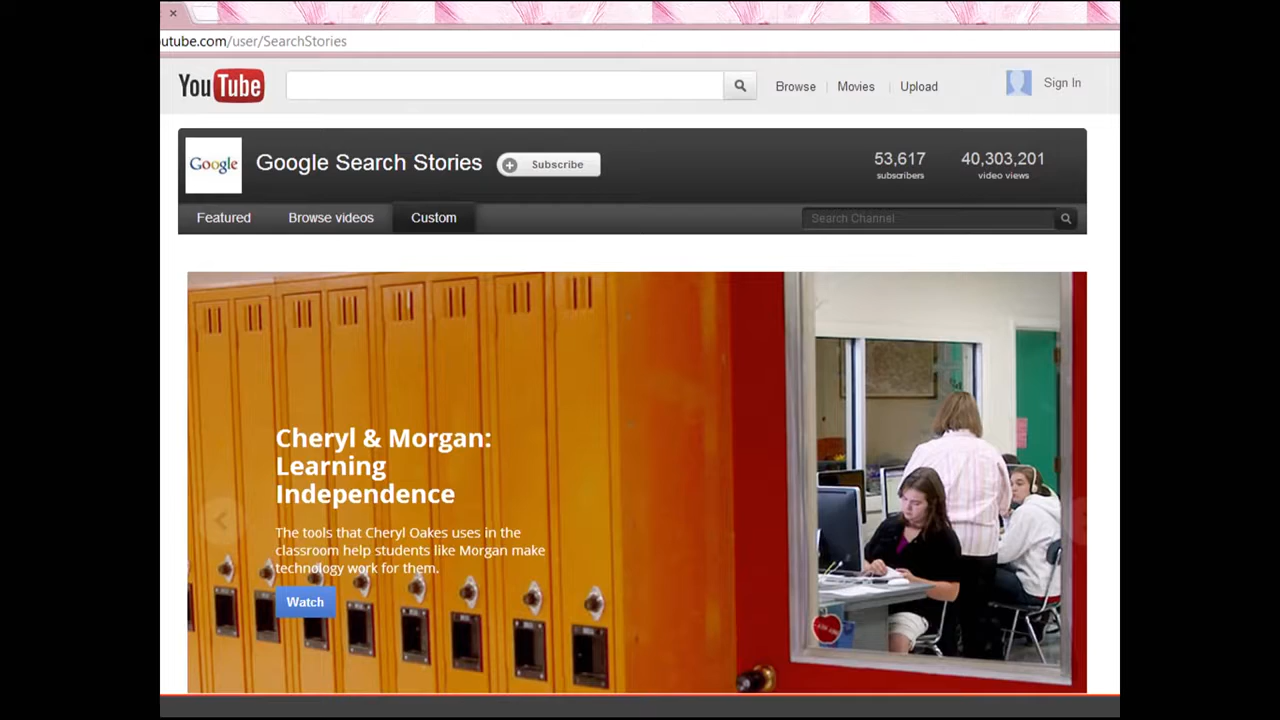 utube.com/user/SearchStories
YouTube
Browse Movies Upload Sign In
Google
Google Search Stories
Subscribe
53,617 40,303,201
subscribers video views
Featured Browse videos Custom
Search Channel
Cheryl & Morgan:
Learning
Independence
The tools that Cheryl Oakes uses in the
classroom help students like Morgan make
technology work for them.
Watch